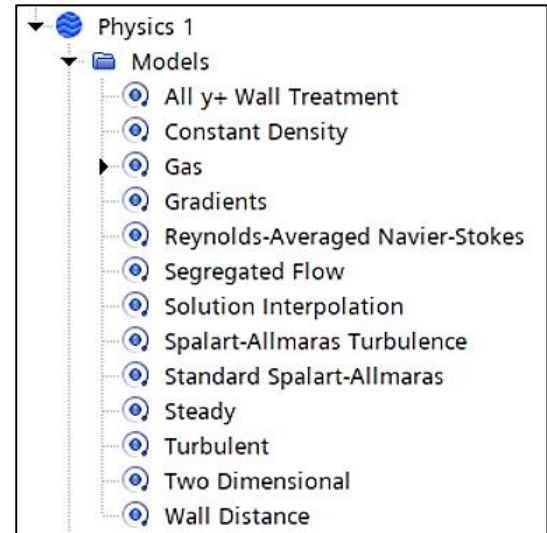 Physics 1
Models
All y+ Wall Treatment
Constant Density
Gas
Gradients
Reynolds-Averaged Navier-Stokes
Segregated Flow
Solution Interpolation
Spalart-Allmaras Turbulence
Standard Spalart-Allmaras
Steady
Turbulent
Two Dimensional
Wall Distance